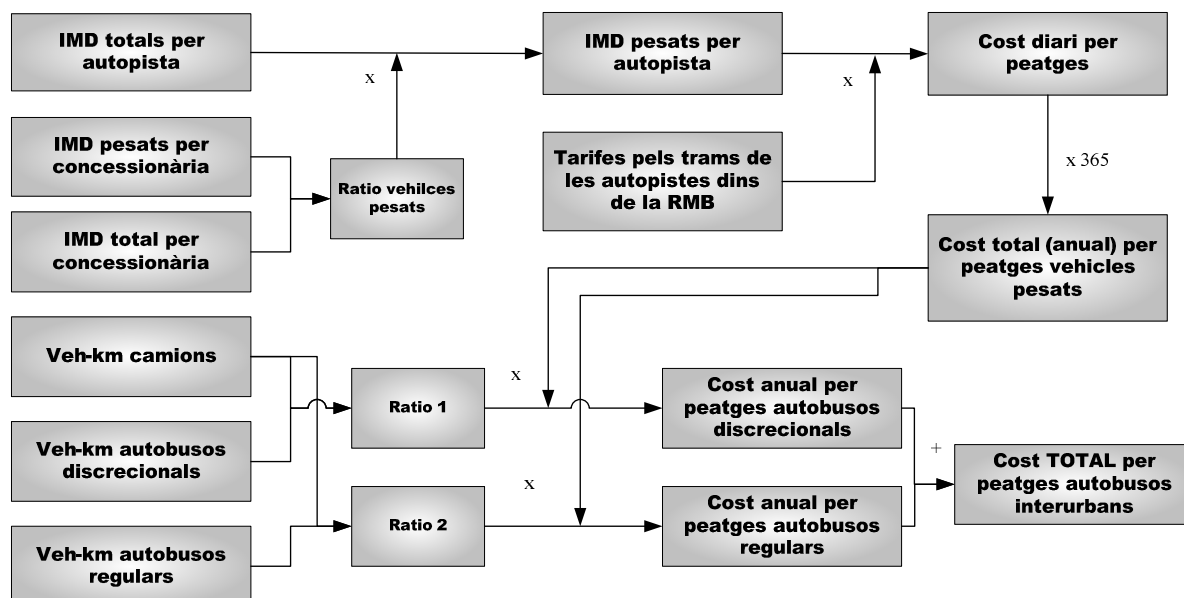 IMD totals per
autopista
x
IMD pesats per
autopista
x
Cost diari per
peatges
IMD pesats per
concessionària
IMD total per
concessionària
Ratio vehilces
pesats
Tarifes pels trams de
les autopistes dins
de la RMB
x 365
Cost total (anual) per
peatges vehicles
pesats
Veh-km camions
Veh-km autobusos
discrecionals
Veh-km autobusos
regulars
Ratio 1
x
Cost anual per
peatges autobusos
discrecionals
Ratio 2
x
Cost anual per
peatges autobusos
regulars
+
Cost TOTAL per
peatges autobusos
interurbans